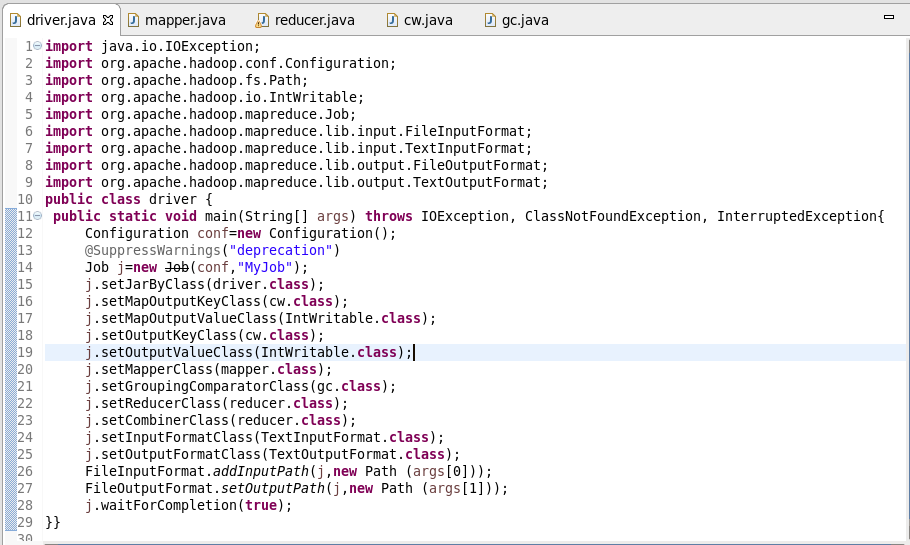 driver.java mapper.java reducer.java cw.java gc.java
1 import java.io.IOException;
2 import org.apache.hadoop.conf.Configuration;
3 import org.apache.hadoop.fs.Path;
4 import org.apache.hadoop.io.IntWritable;
5 import org.apache.hadoop.mapreduce.Job;
6 import org.apache.hadoop.mapreduce.lib.input.FileInputFormat;
7 import org.apache.hadoop.mapreduce.lib.input.TextInputFormat;
8 import org.apache.hadoop.mapreduce.lib.output.FileOutputFormat;
9 import org.apache.hadoop.mapreduce.lib.output.TextOutputFormat;
10 public class driver {
11 public static void main(String[] args) throws IOException, ClassNotFoundException, InterruptedException{
12 Configuration conf=new Configuration();
13 @SuppressWarnings("deprecation")
14 Job j=new Job(conf,"MyJob");
15 j.setJarByClass(driver.class);
16 j.setMapOutputKeyClass(cw.class);
17 j.setMapOutputValueClass(IntWritable.class);
18 j.setOutputKeyClass(cw.class);
19 j.setOutputValueClass(IntWritable.class);
20 j.setMapperClass(mapper.class);
21 j.setGroupingComparatorClass(gc.class);
22 j.setReducerClass(reducer.class);
23 j.setCombinerClass(reducer.class);
24 j.setInputFormatClass(TextInputFormat.class);
25 j.setOutputFormatClass(TextOutputFormat.class);
26 FileInputFormat.addInputPath(j,new Path (args[0]));
27 FileOutputFormat.setOutputPath(j,new Path (args[1]));
28 j.waitForCompletion(true);
29 }}
30